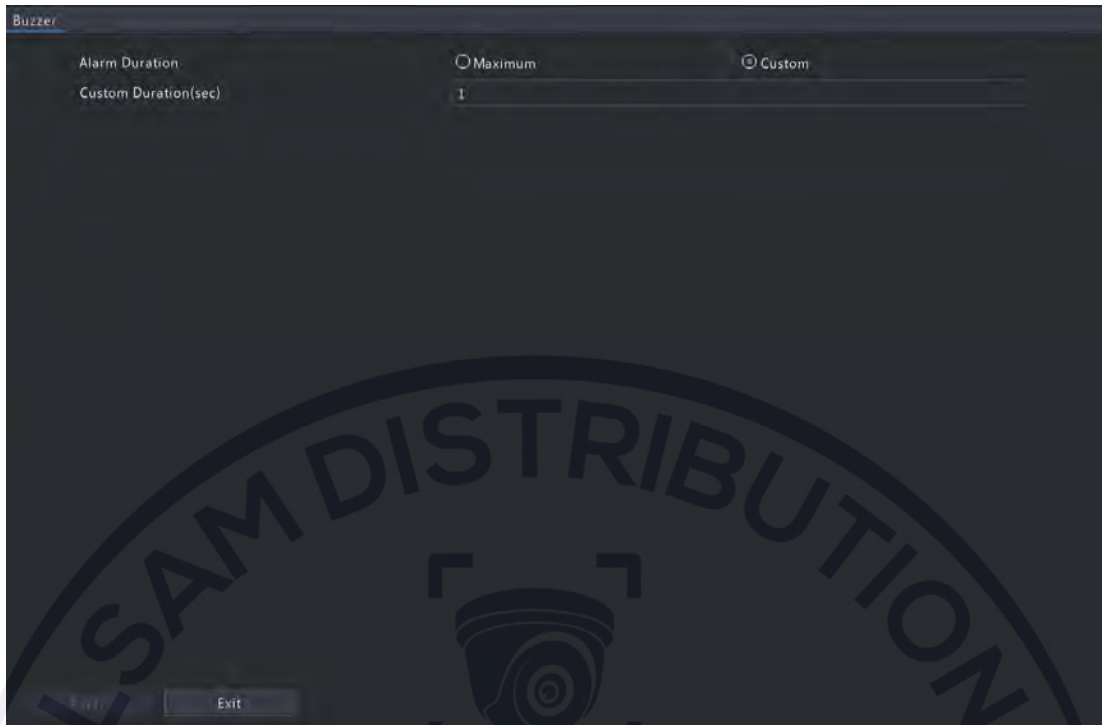 Buzzer
Alarm Duration Maximum Custom
Custom Duration(sec) 1
Exit
SAM DISTRIBUTION